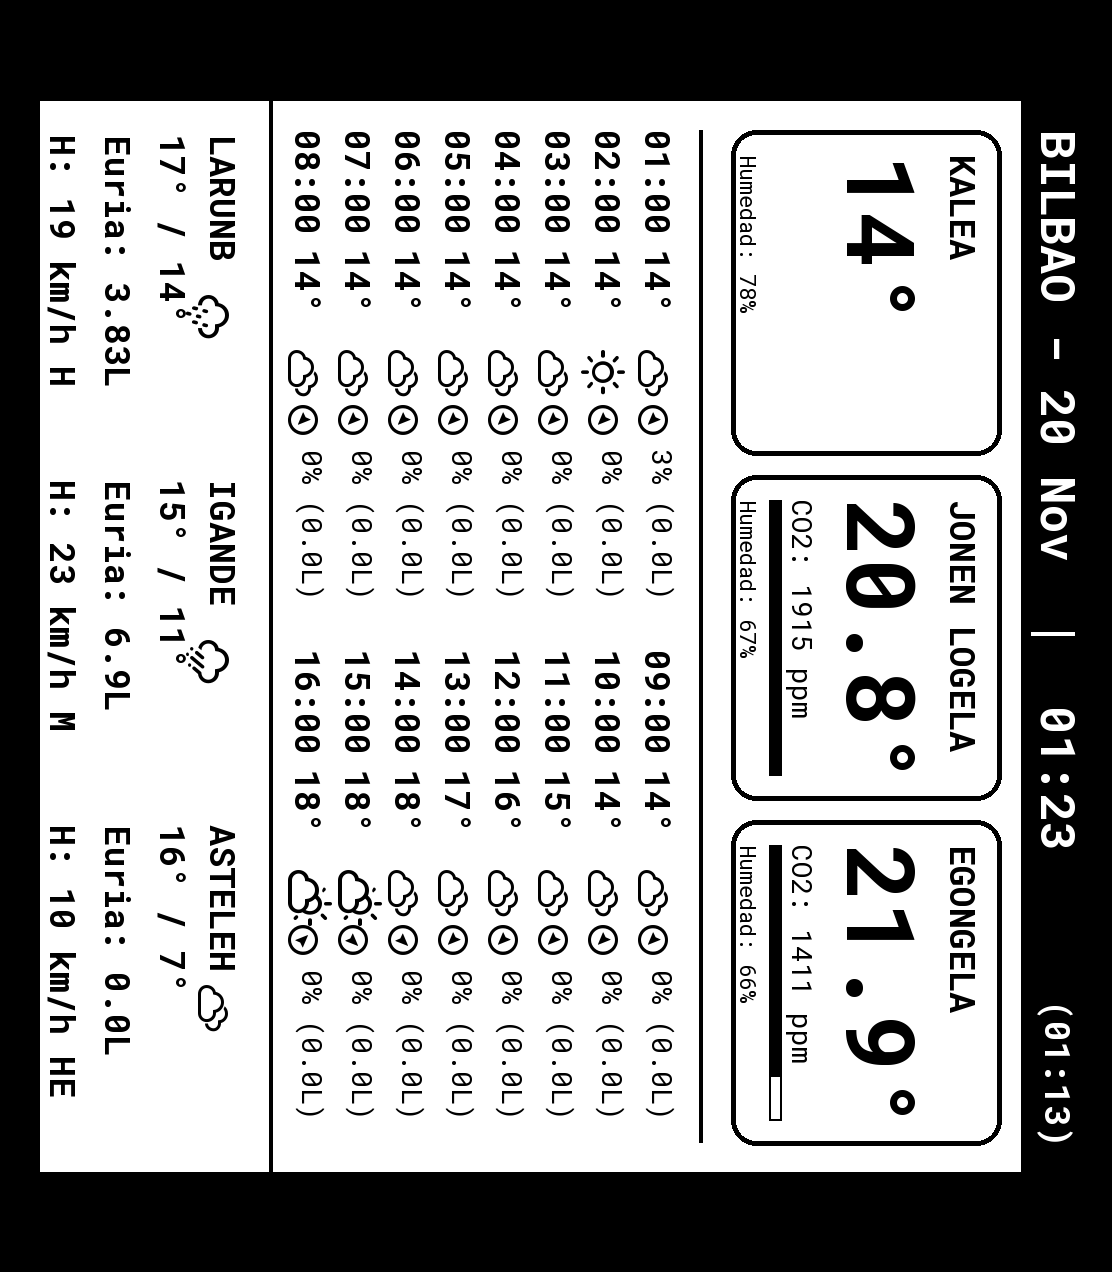 BILBAO - 20 Nov | 01:23 (01:13)
KALEA
14°
Humedad: 78%
JONEN LOGELA
20.8°
CO2: 1915 ppm
Humedad: 67%
EGONGELA
21.9°
CO2: 1411 ppm
Humedad: 66%
01:00 14° 3% (0.0L)
02:00 14° 0% (0.0L)
03:00 14° 0% (0.0L)
04:00 14° 0% (0.0L)
05:00 14° 0% (0.0L)
06:00 14° 0% (0.0L)
07:00 14° 0% (0.0L)
08:00 14° 0% (0.0L)
09:00 14° 0% (0.0L)
10:00 14° 0% (0.0L)
11:00 15° 0% (0.0L)
12:00 16° 0% (0.0L)
13:00 17° 0% (0.0L)
14:00 18° 0% (0.0L)
15:00 18° 0% (0.0L)
16:00 18° 0% (0.0L)
LARUNB
17° / 14°
Euria: 3.83L
H: 19 km/h H
IGANDE
15° / 11°
Euria: 6.9L
H: 23 km/h M
ASTELEH
16° / 7°
Euria: 0.0L
H: 10 km/h HE